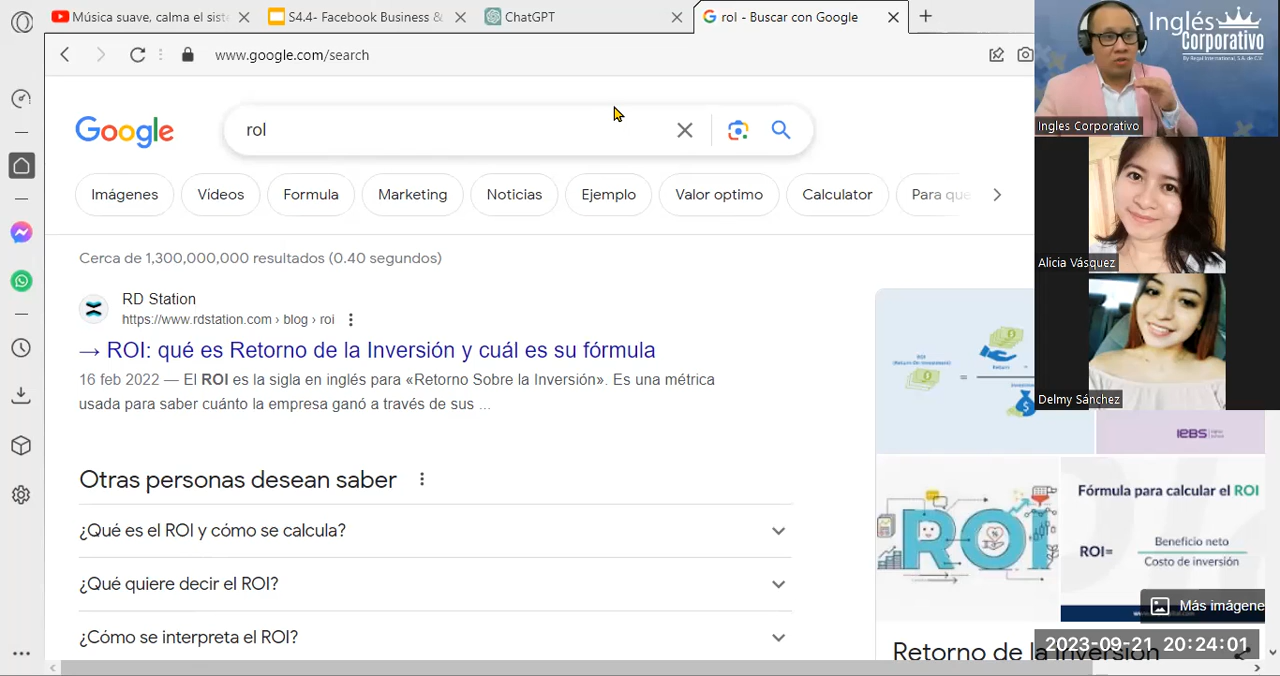 Música suave, calma el sist
S4.4- Facebook Business &
ChatGPT
rol - Buscar con Google
www.google.com/search
Google
rol
Imágenes
Vídeos
Formula
Marketing
Noticias
Ejemplo
Valor optimo
Calculator
Para que
Cerca de 1,300,000,000 resultados (0.40 segundos)
RD Station
https://www.rdstation.com › blog › roi
→ ROI: qué es Retorno de la Inversión y cuál es su fórmula
16 feb 2022 — El ROI es la sigla en inglés para «Retorno Sobre la Inversión». Es una métrica
usada para saber cuánto la empresa ganó a través de sus ...
Otras personas desean saber
¿Qué es el ROI y cómo se calcula?
¿Qué quiere decir el ROI?
¿Cómo se interpreta el ROI?
Inglés
Corporativo
By Regal International, S.A. de C.V.
Ingles Corporativo
Alicia Vásquez
Delmy Sánchez
IEBS
ROI
Fórmula para calcular el ROI
ROI=
Beneficio neto
Costo de inversión
Más imágene
2023-09-21 20:24:01
Retorno de la Inversión